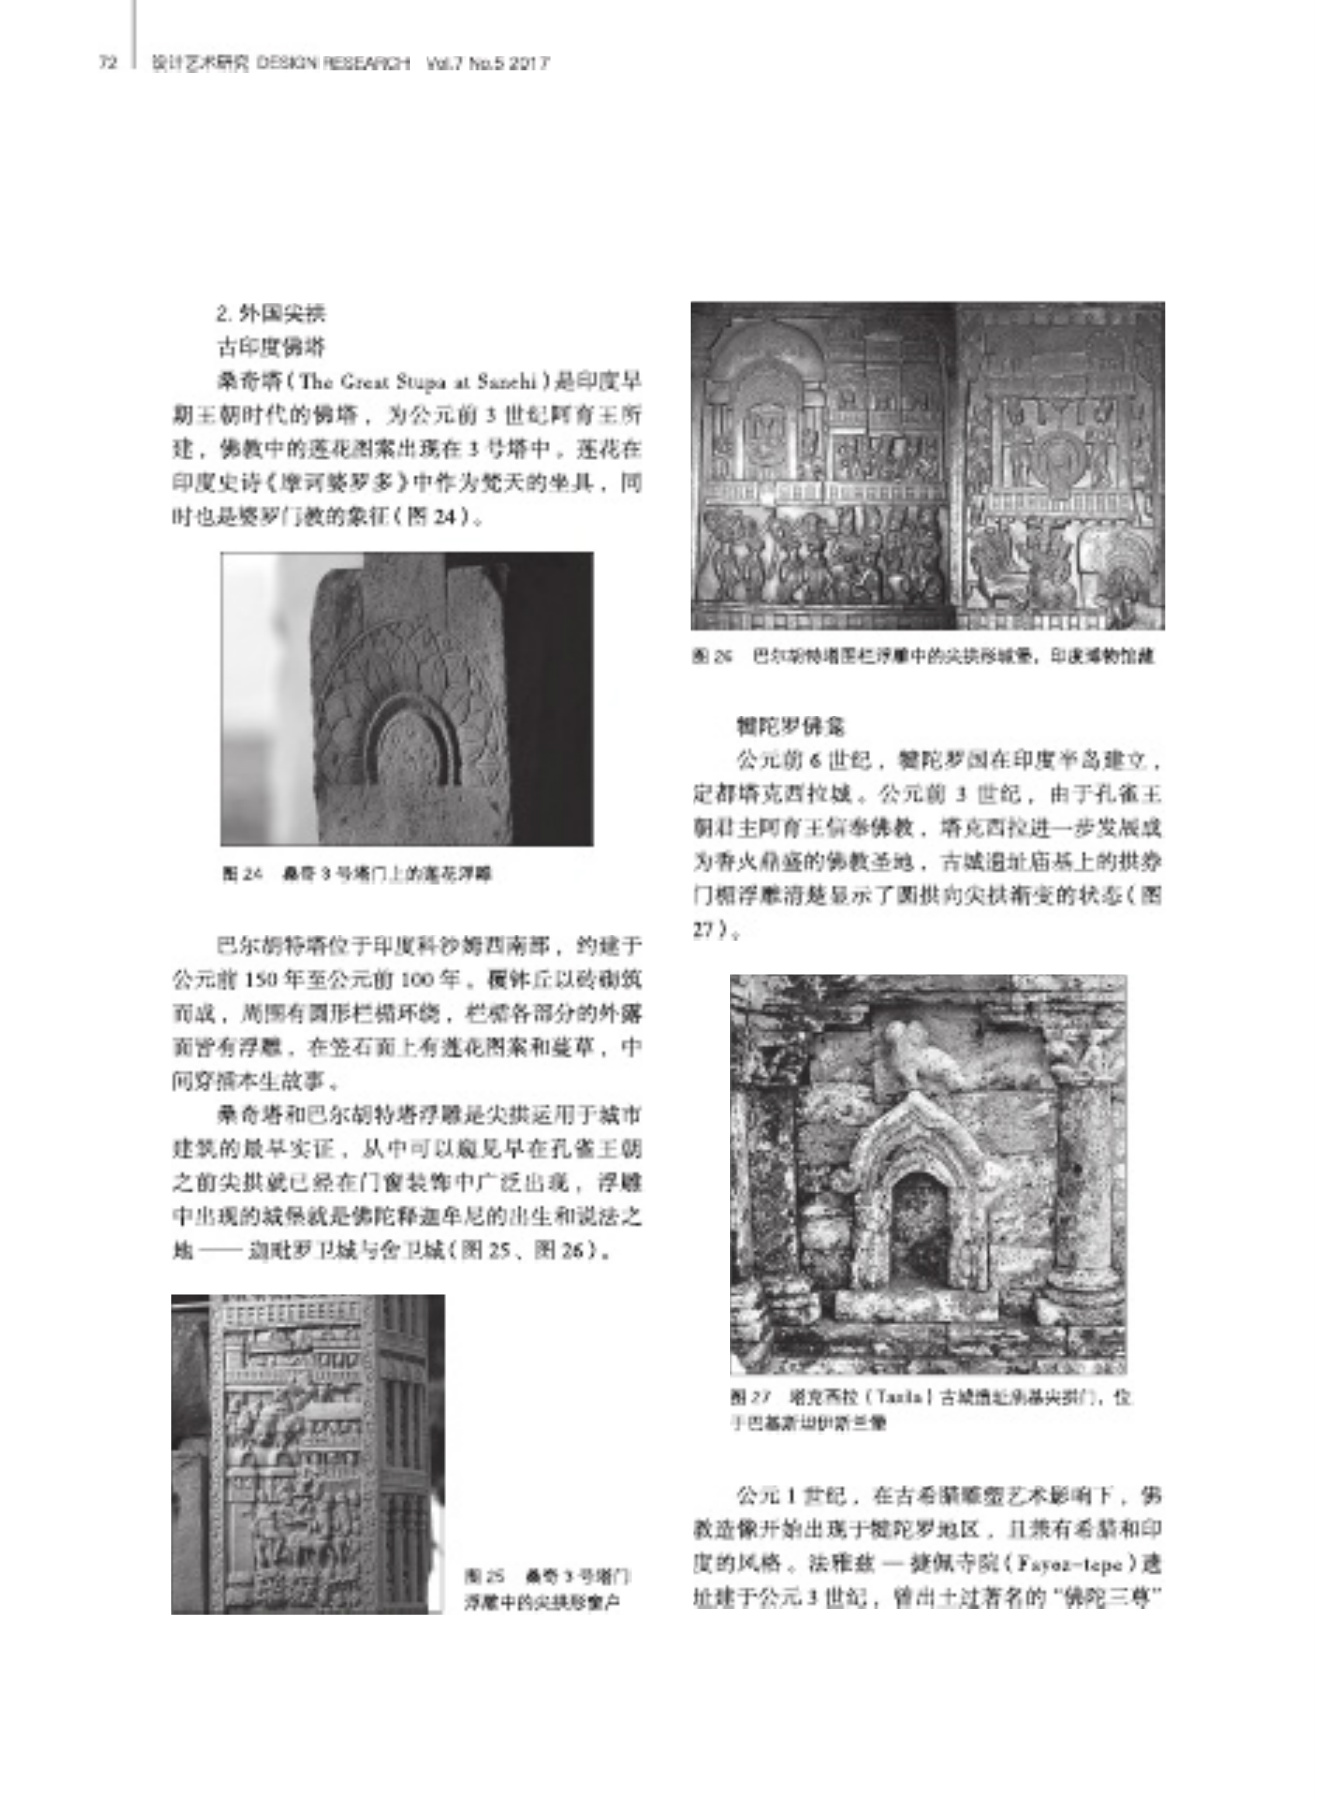 72 设计艺术研究 DESIGN RESEARCH Vol.7 No.5 2017
2. 外国尖拱
古印度佛塔
桑奇塔(The Great Stupa at Sanchi)是印度早
期王朝时代的佛塔，为公元前 3 世纪阿育王所
建，佛教中的莲花图案出现在 3 号塔中。莲花在
印度史诗《摩诃婆罗多》中作为梵天的坐具，同
时也是婆罗门教的象征(图 24)。
图 24 桑奇 3 号塔门上的莲花浮雕
巴尔胡特塔位于印度科沙姆西南部，约建于
公元前 150 年至公元前 100 年。覆钵丘以砖砌筑
而成，周围有圆形栏楯环绕，栏楯各部分的外露
面皆有浮雕，在笠石面上有莲花图案和蔓草，中
间穿插本生故事。
桑奇塔和巴尔胡特塔浮雕是尖拱运用于城市
建筑的最早实证，从中可以窥见早在孔雀王朝
之前尖拱就已经在门窗装饰中广泛出现，浮雕
中出现的城堡就是佛陀释迦牟尼的出生和说法之
地 —— 迦毗罗卫城与舍卫城(图 25、图 26)。
图 25 桑奇 3 号塔门
浮雕中的尖拱形窗户
图 26 巴尔胡特塔围栏浮雕中的尖拱形城堡，印度博物馆藏
犍陀罗佛龛
公元前 6 世纪，犍陀罗国在印度半岛建立，
定都塔克西拉城。公元前 3 世纪，由于孔雀王
朝君主阿育王信奉佛教，塔克西拉进一步发展成
为香火鼎盛的佛教圣地，古城遗址庙基上的拱券
门楣浮雕清楚显示了圆拱向尖拱渐变的状态(图
27)。
图 27 塔克西拉(Taxila)古城遗址庙基尖拱门，位
于巴基斯坦伊斯兰堡
公元 1 世纪，在古希腊雕塑艺术影响下，佛
教造像开始出现于犍陀罗地区，且兼有希腊和印
度的风格。法雅兹 — 捷佩寺院(Fayoz-tepe)遗
址建于公元 3 世纪，曾出土过著名的“佛陀三尊”